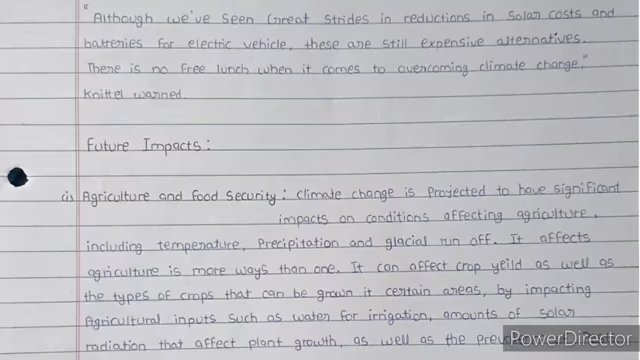 "Although we've seen Great strides in reductions in solar costs and
batteries for electric vehicle, these are still expensive alternatives.
There is no free lunch when it comes to overcoming climate change,"
Knittel warned.
Future Impacts:
(i) Agriculture and Food Security: Climate change is projected to have significant
impacts on conditions affecting agriculture,
including temperature, precipitation and glacial run off. It affects
agriculture is more ways than one. It can affect crop yeild as well as
the types of crops that can be grown it certain areas, by impacting
Agricultural inputs such as water for irrigation, amounts of solar
radiation that affect plant growth, as well as the
PowerDirector